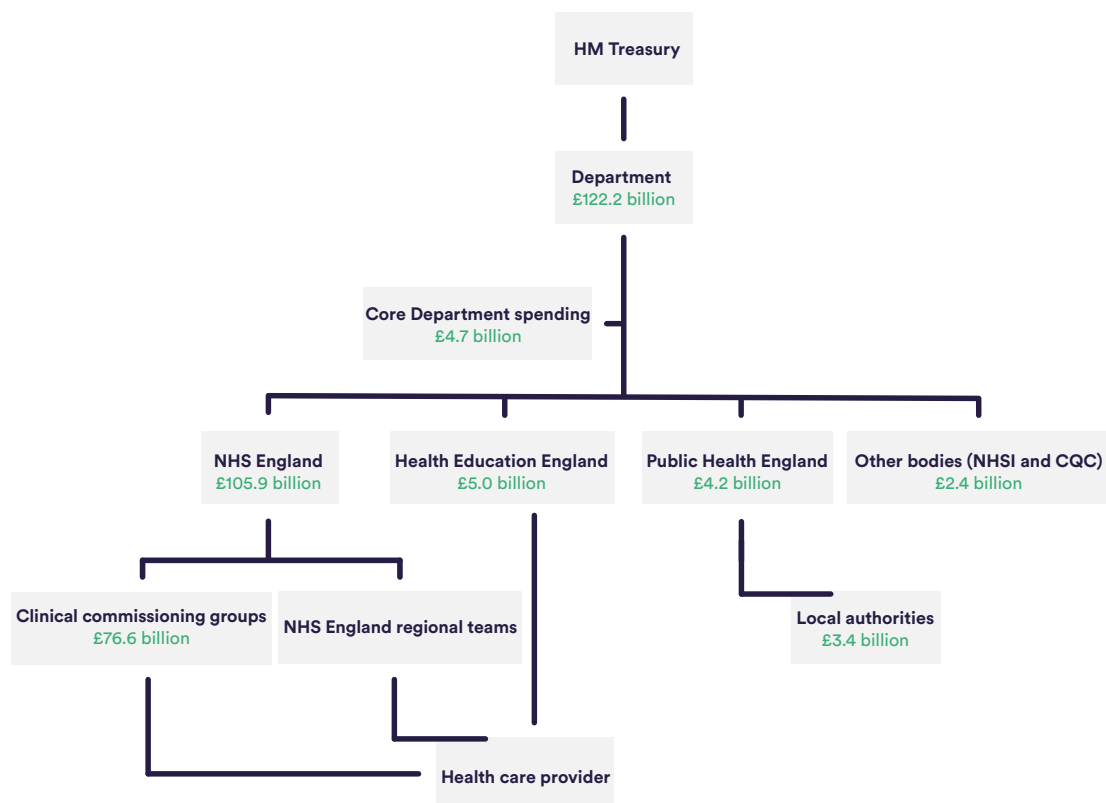 HM Treasury
Department
£122.2 billion
Core Department spending
£4.7 billion
NHS England
£105.9 billion
Health Education England
£5.0 billion
Public Health England
£4.2 billion
Other bodies (NHSI and CQC)
£2.4 billion
Clinical commissioning groups
£76.6 billion
NHS England regional teams
Local authorities
£3.4 billion
Health care provider